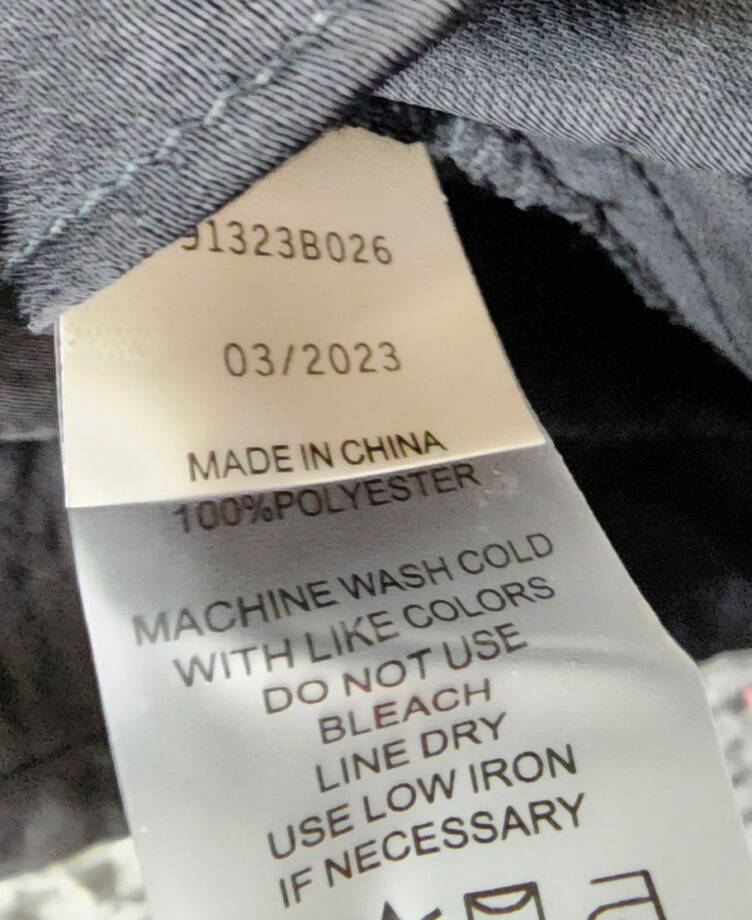 91323B026
03/2023
MADE IN CHINA
100%POLYESTER
MACHINE WASH COLD
WITH LIKE COLORS
DO NOT USE
BLEACH
LINE DRY
USE LOW IRON
IF NECESSARY